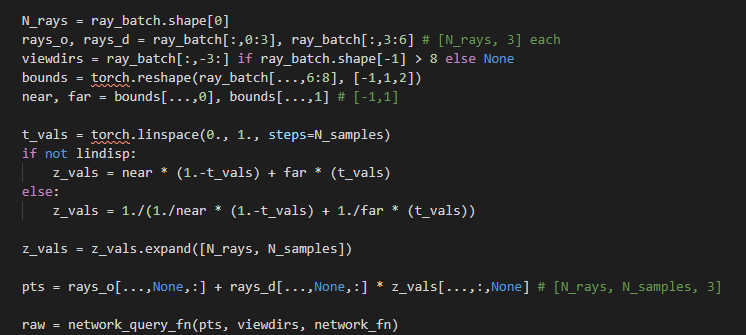 N_rays = ray_batch.shape[0]
rays_o, rays_d = ray_batch[:,0:3], ray_batch[:,3:6] # [N_rays, 3] each
viewdirs = ray_batch[:,-3:] if ray_batch.shape[-1] > 8 else None
bounds = torch.reshape(ray_batch[...,6:8], [-1,1,2])
near, far = bounds[...,0], bounds[...,1] # [-1,1]

t_vals = torch.linspace(0., 1., steps=N_samples)
if not lindisp:
    z_vals = near * (1.-t_vals) + far * (t_vals)
else:
    z_vals = 1./(1./near * (1.-t_vals) + 1./far * (t_vals))

z_vals = z_vals.expand([N_rays, N_samples])

pts = rays_o[...,None,:] + rays_d[...,None,:] * z_vals[...,:,None] # [N_rays, N_samples, 3]

raw = network_query_fn(pts, viewdirs, network_fn)